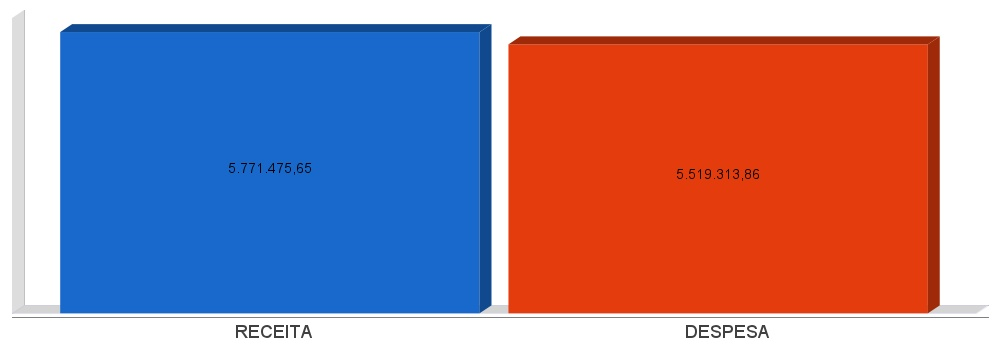 5.771.475,65
5.519.313,86
RECEITA
DESPESA